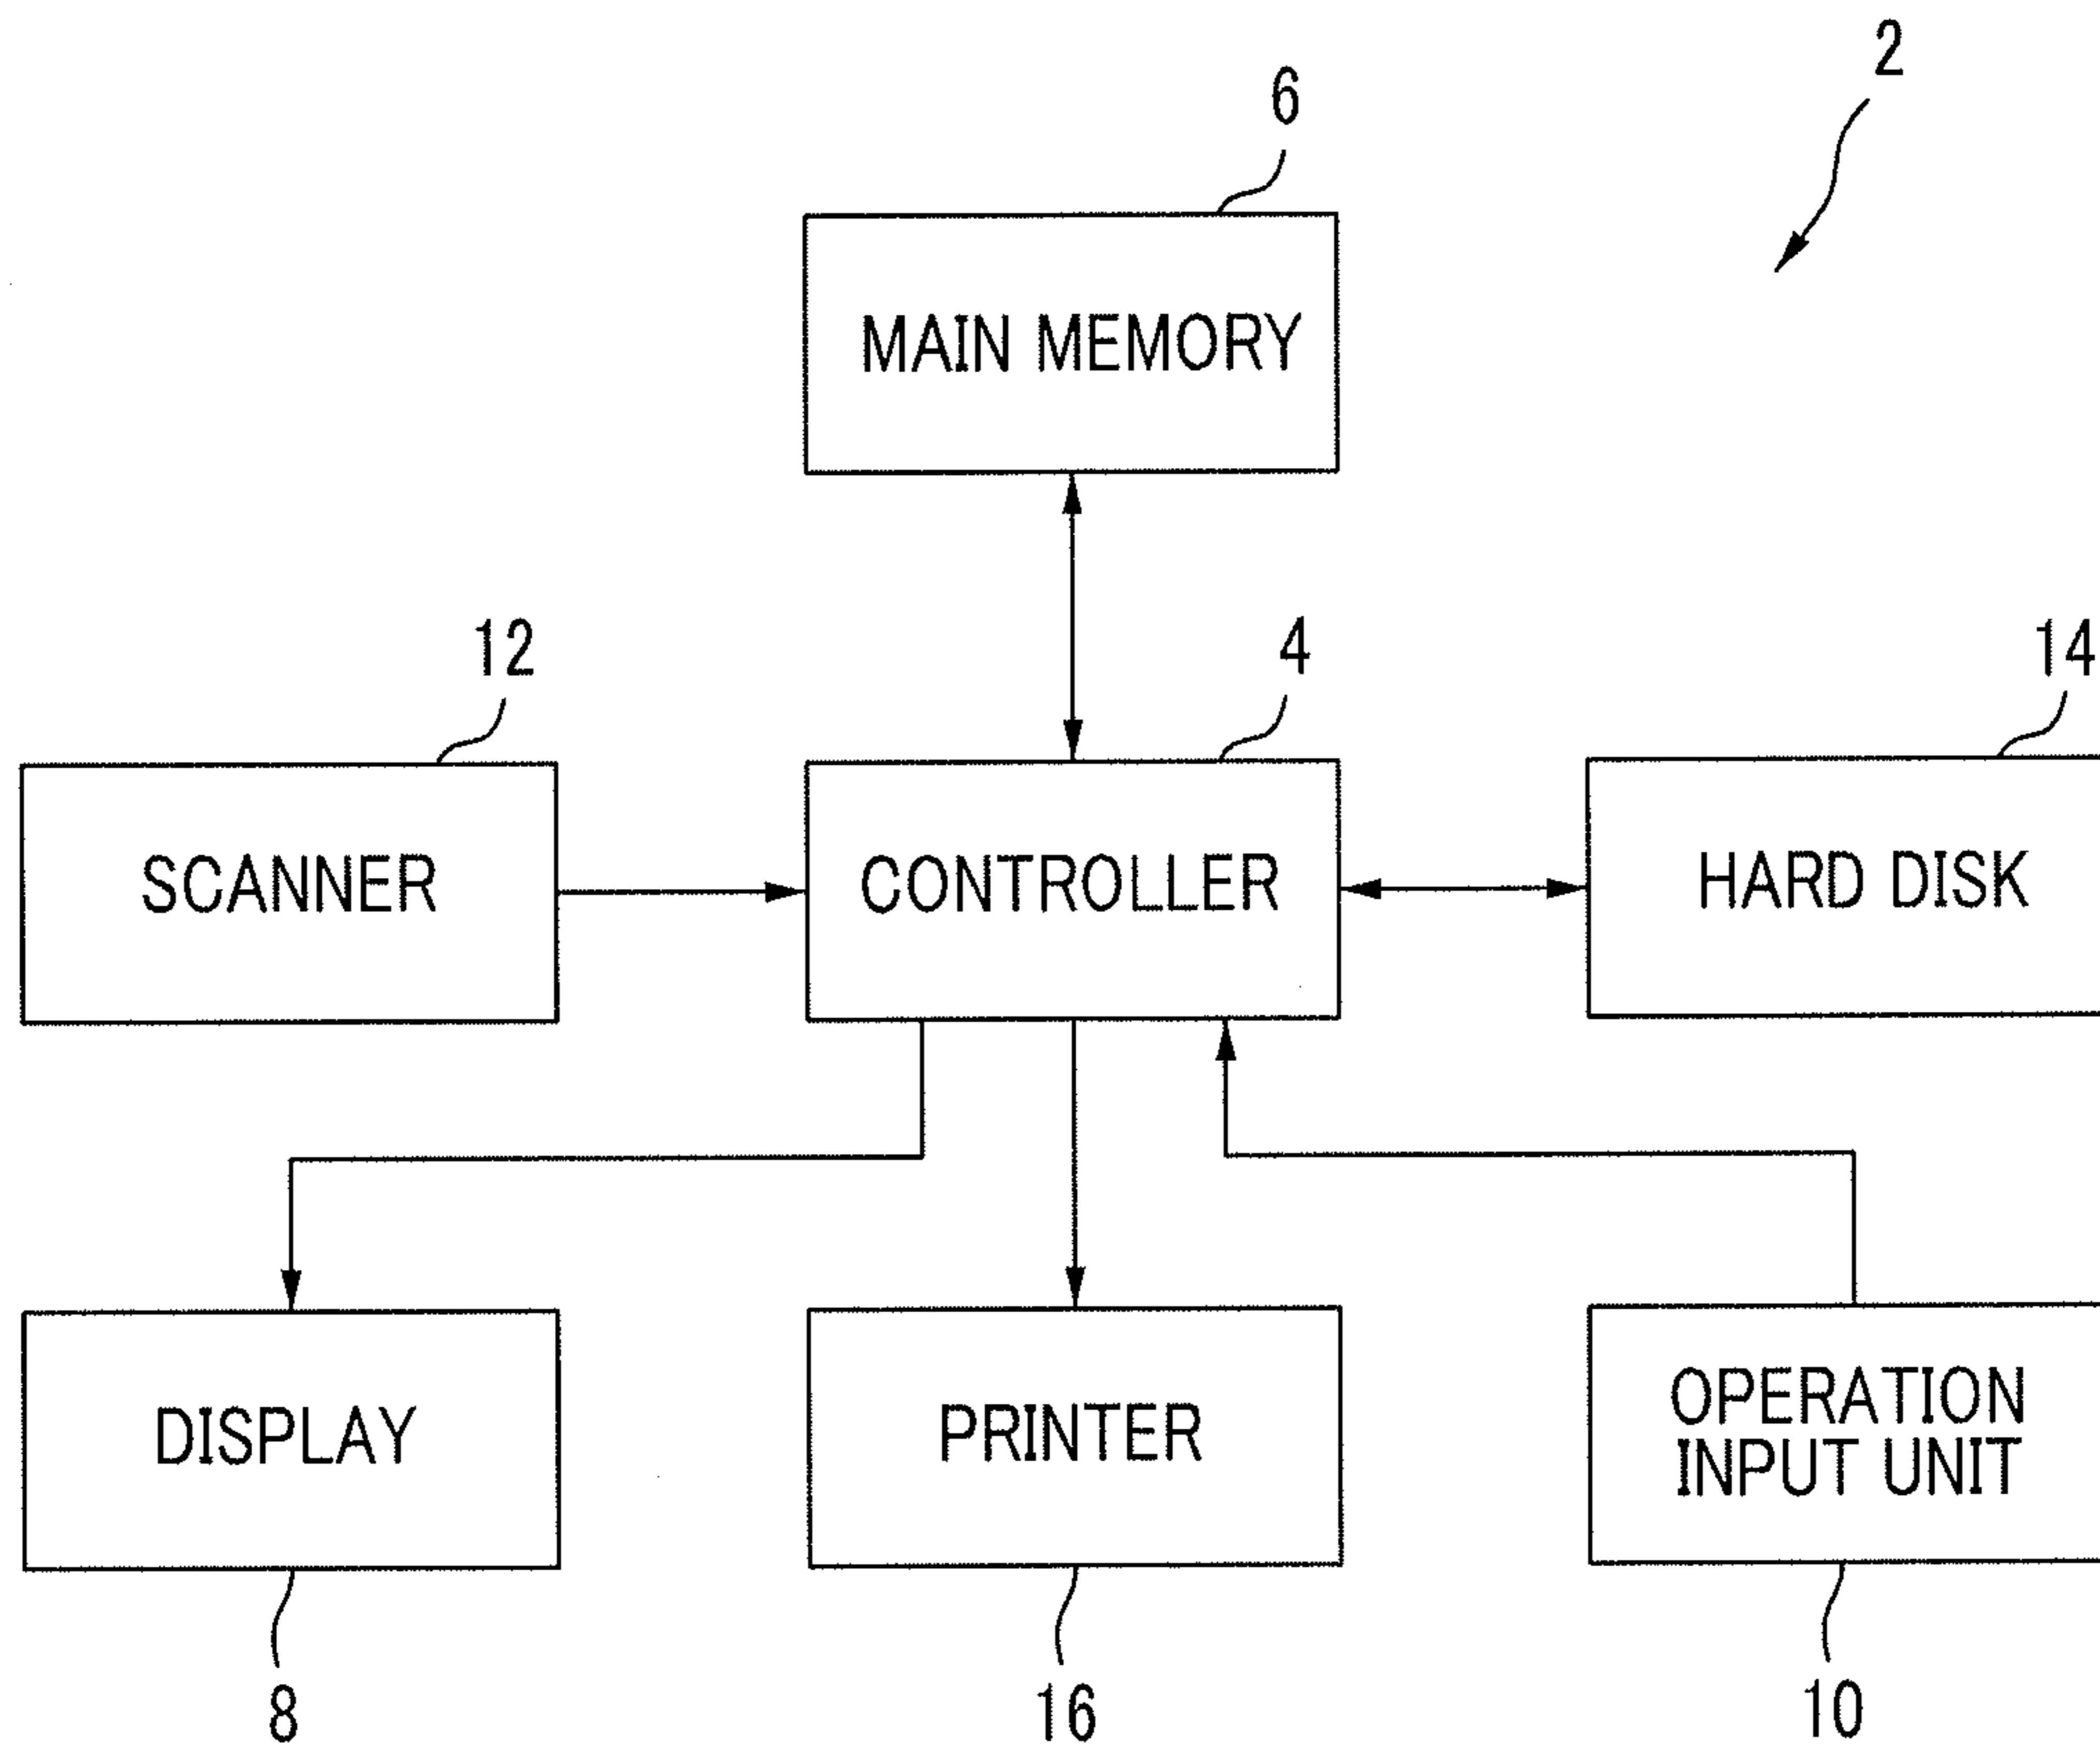 2
6
MAIN MEMORY
12
4
14
SCANNER
CONTROLLER
HARD DISK
DISPLAY
PRINTER
OPERATION
INPUT UNIT
8
16
10